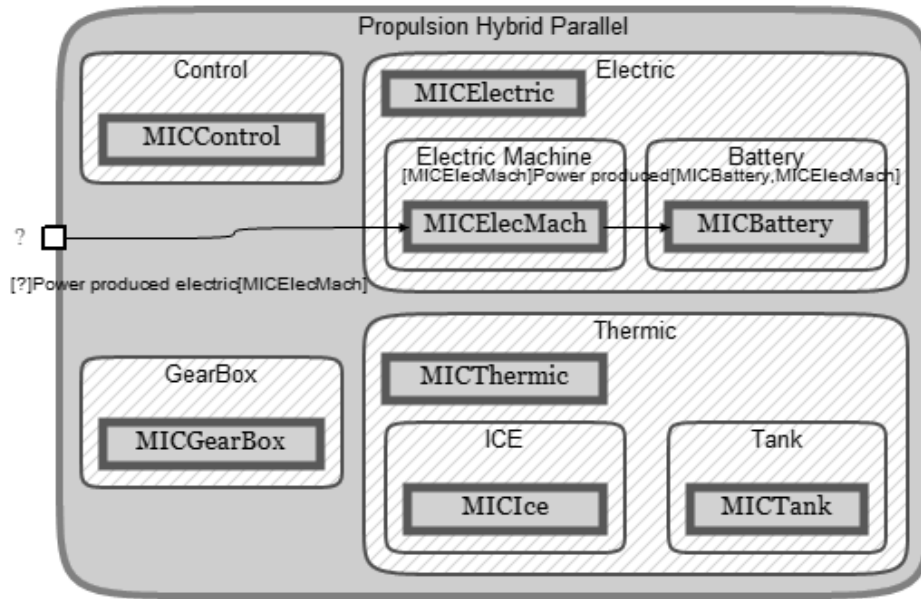 Propulsion Hybrid Parallel
Control
MICControl
Electric
MICElectric
Electric Machine
Battery
[MICElecMach]Power produced[MICBattery,MICElecMach]
MICElecMach
MICBattery
?
[?]Power produced electric[MICElecMach]
Thermic
MICThermic
GearBox
MICGearBox
ICE
Tank
MICIce
MICTank